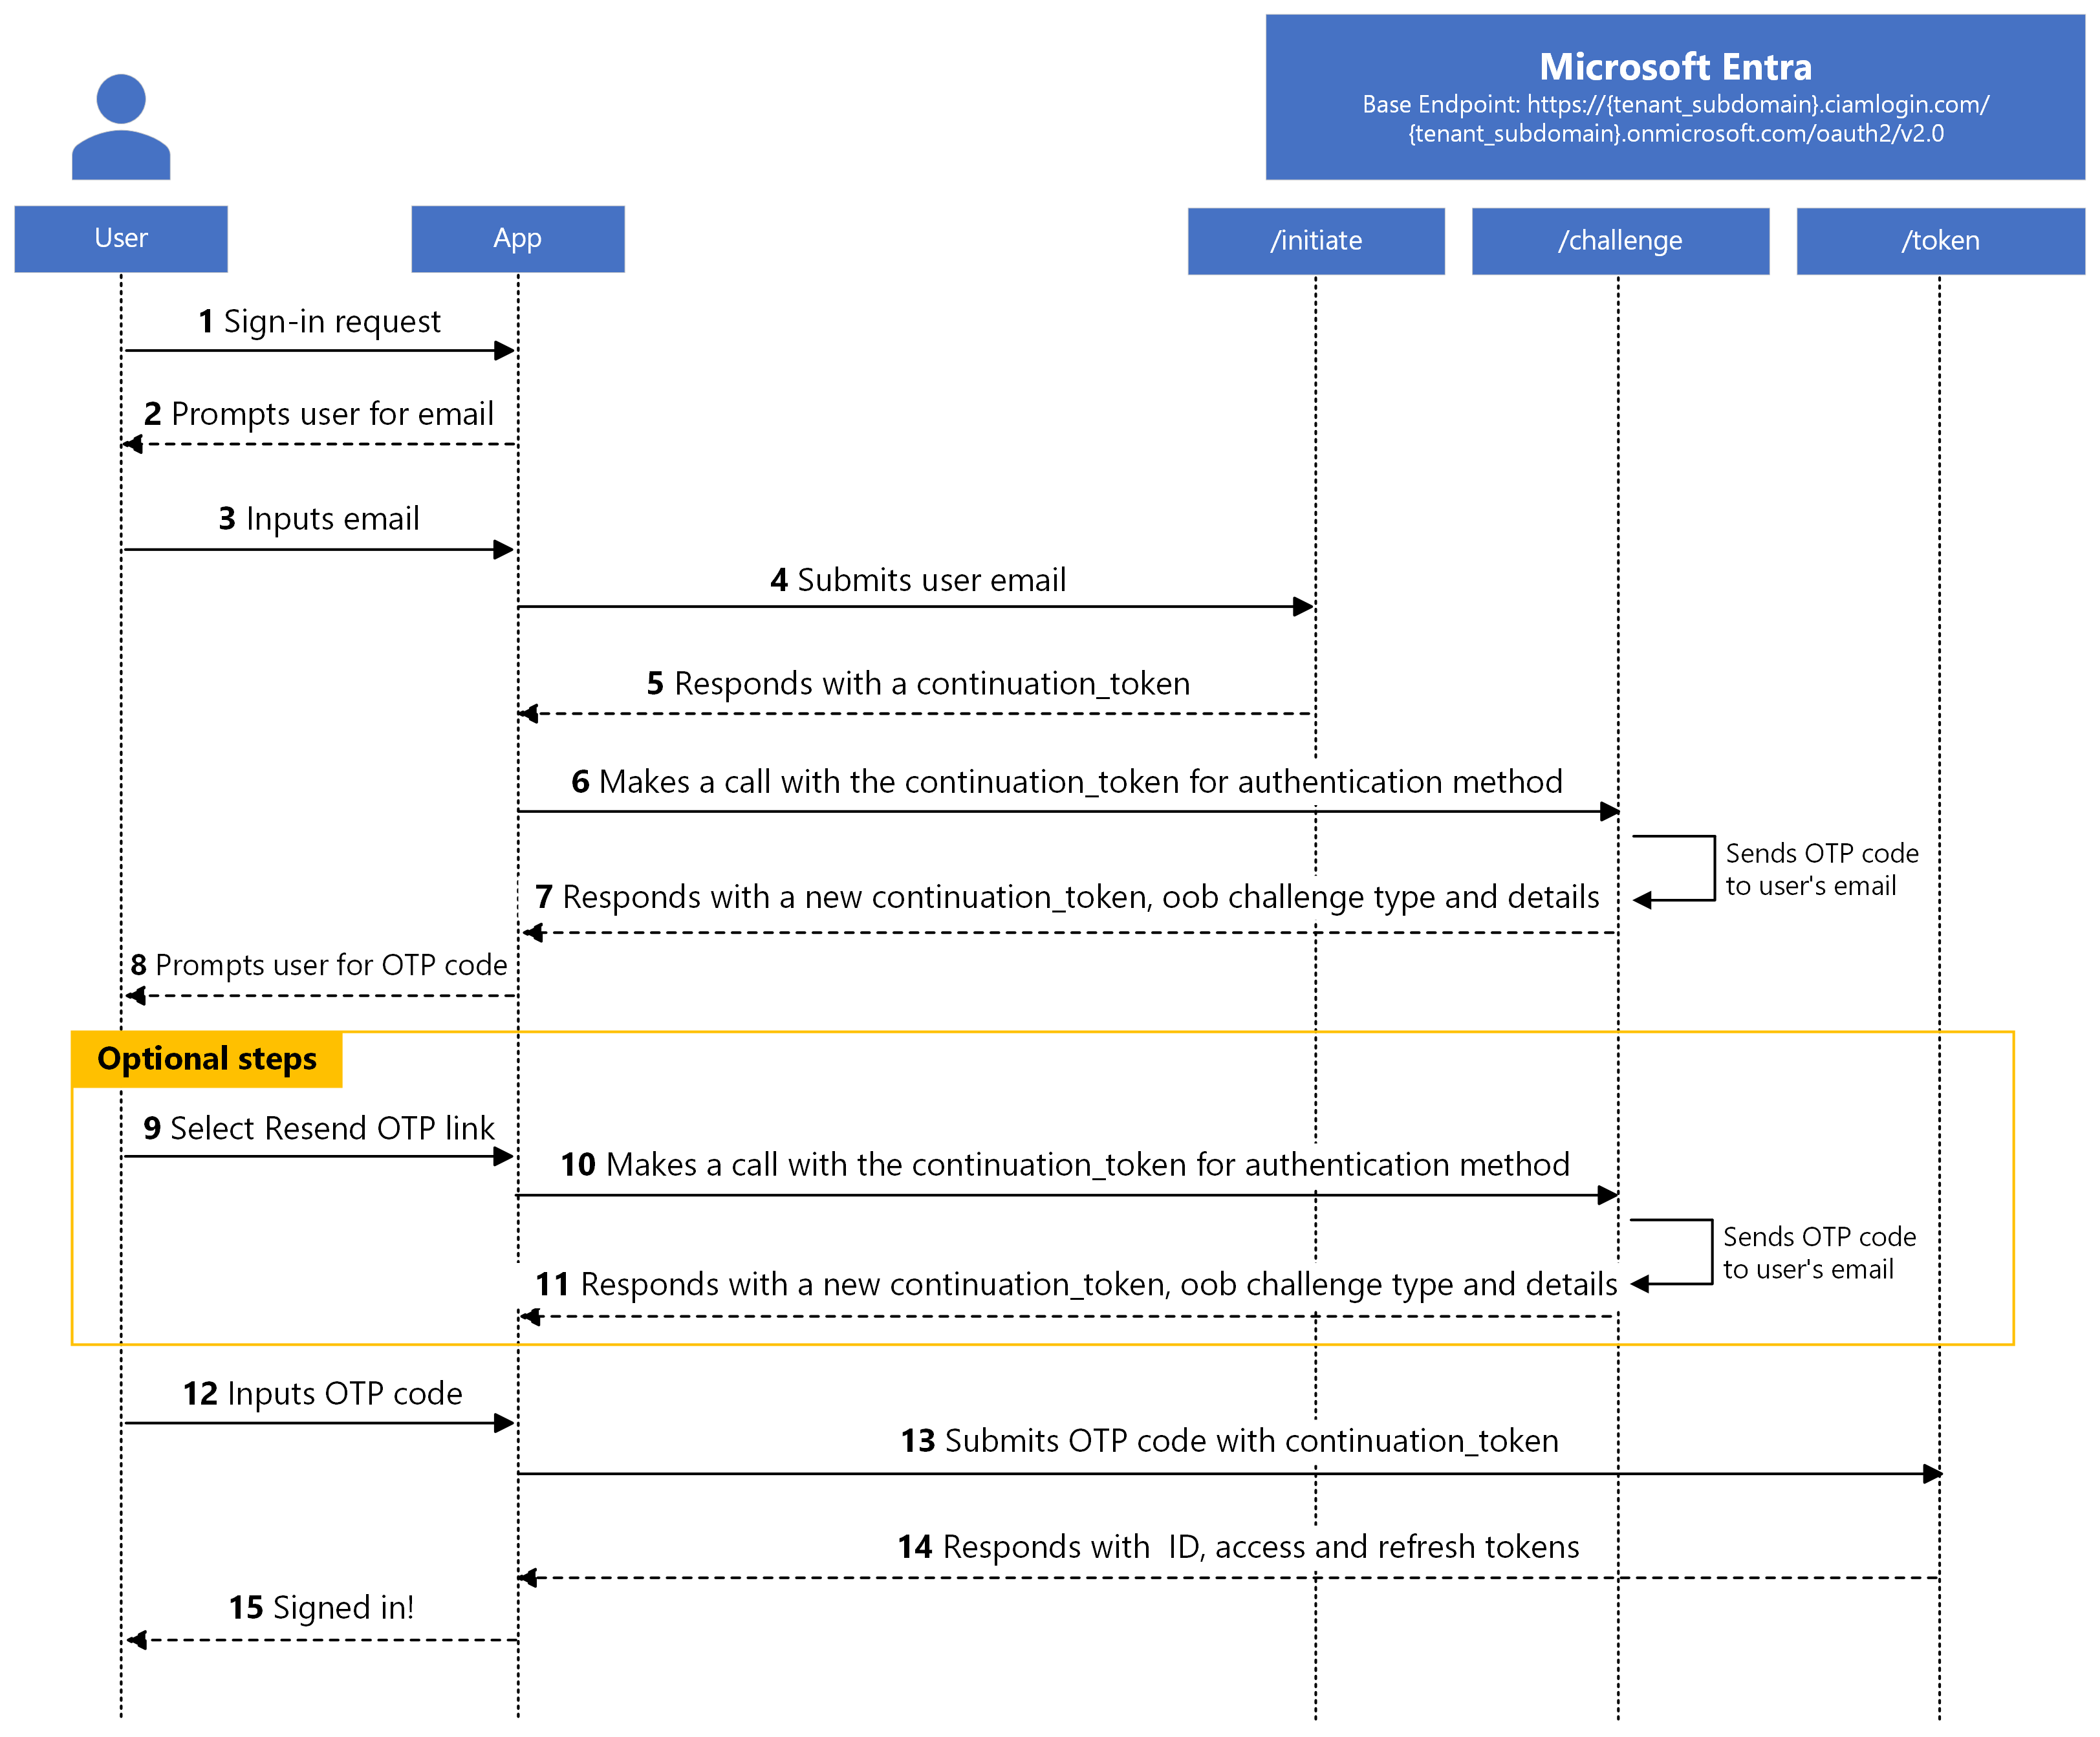 Microsoft Entra
Base Endpoint: https://{tenant_subdomain}.ciamlogin.com/
{tenant_subdomain}.onmicrosoft.com/oauth2/v2.0
User
App
/initiate
/challenge
/token
1 Sign-in request
2 Prompts user for email
3 Inputs email
4 Submits user email
5 Responds with a continuation_token
6 Makes a call with the continuation_token for authentication method
Sends OTP code
to user's email
7 Responds with a new continuation_token, oob challenge type and details
8 Prompts user for OTP code
Optional steps
9 Select Resend OTP link
10 Makes a call with the continuation_token for authentication method
Sends OTP code
to user's email
11 Responds with a new continuation_token, oob challenge type and details
12 Inputs OTP code
13 Submits OTP code with continuation_token
14 Responds with  ID, access and refresh tokens
15 Signed in!